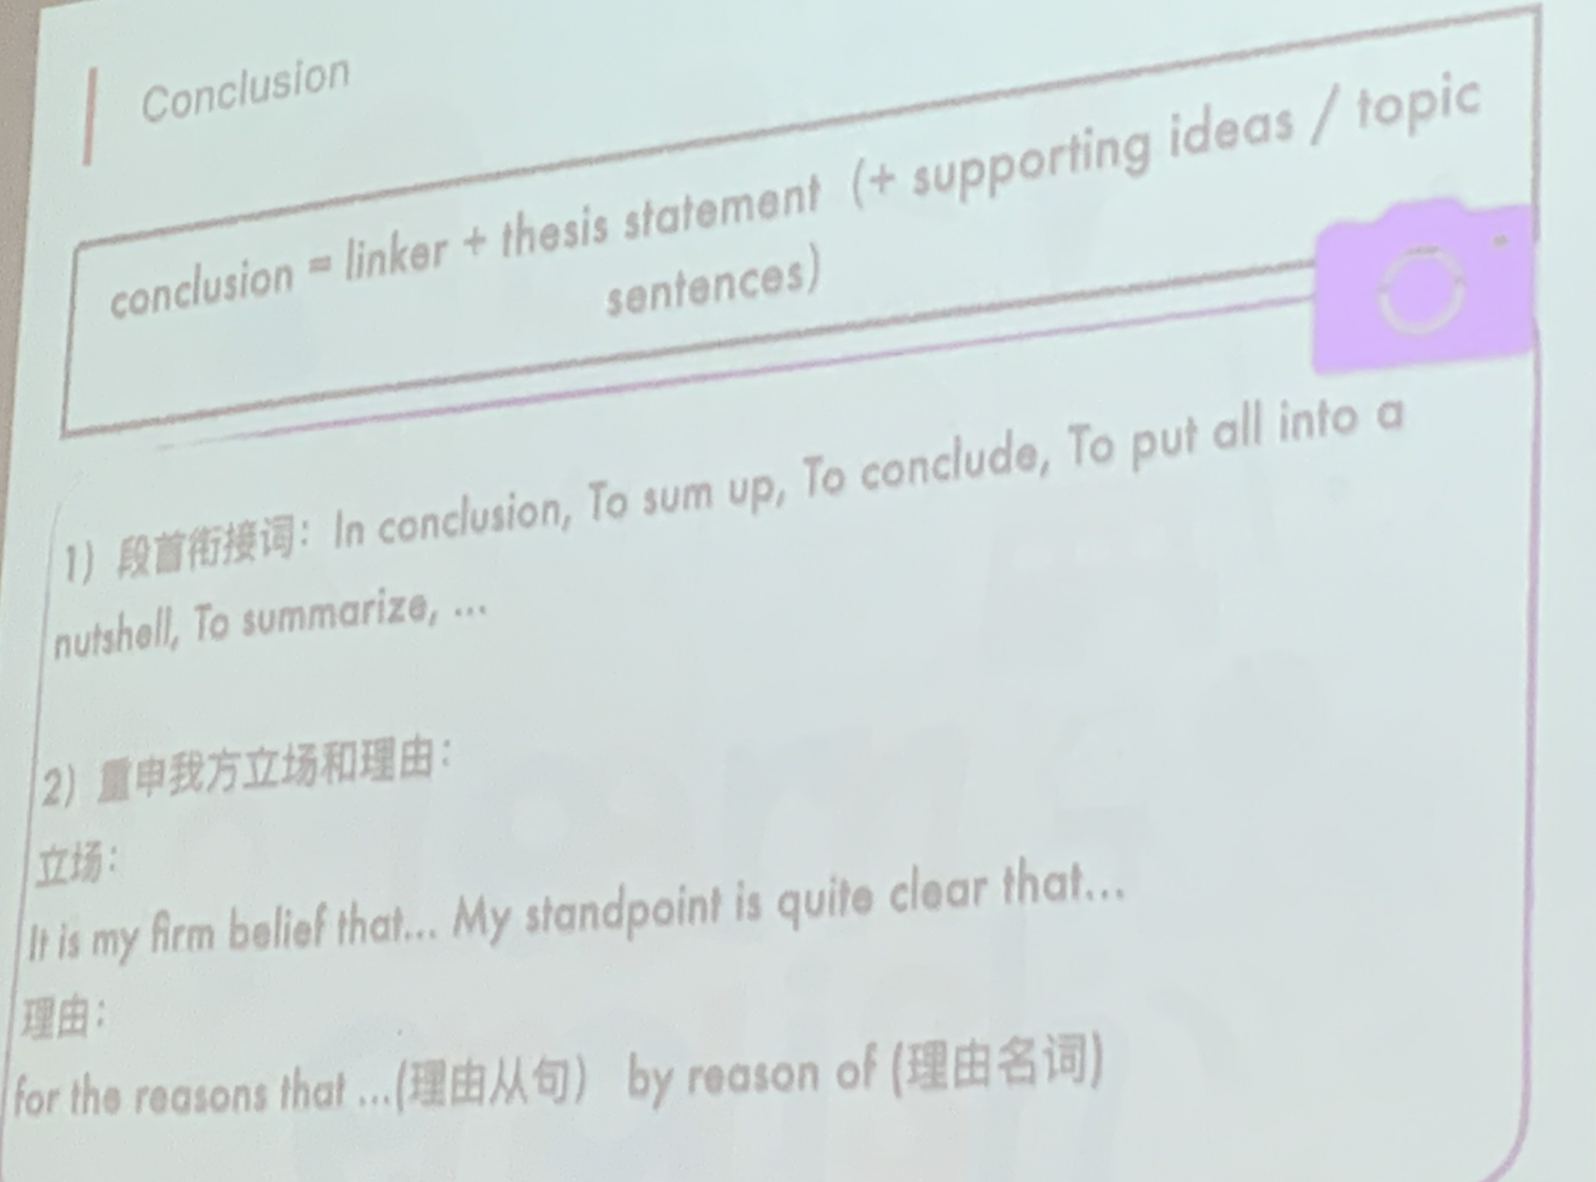 Conclusion
conclusion = linker + thesis statement (+ supporting ideas / topic
sentences)
1) 段首衔接词: In conclusion, To sum up, To conclude, To put all into a
nutshell, To summarize, ...
2) 重申我方立场和理由:
立场:
It is my firm belief that... My standpoint is quite clear that...
理由:
for the reasons that ...(理由从句) by reason of (理由名词)